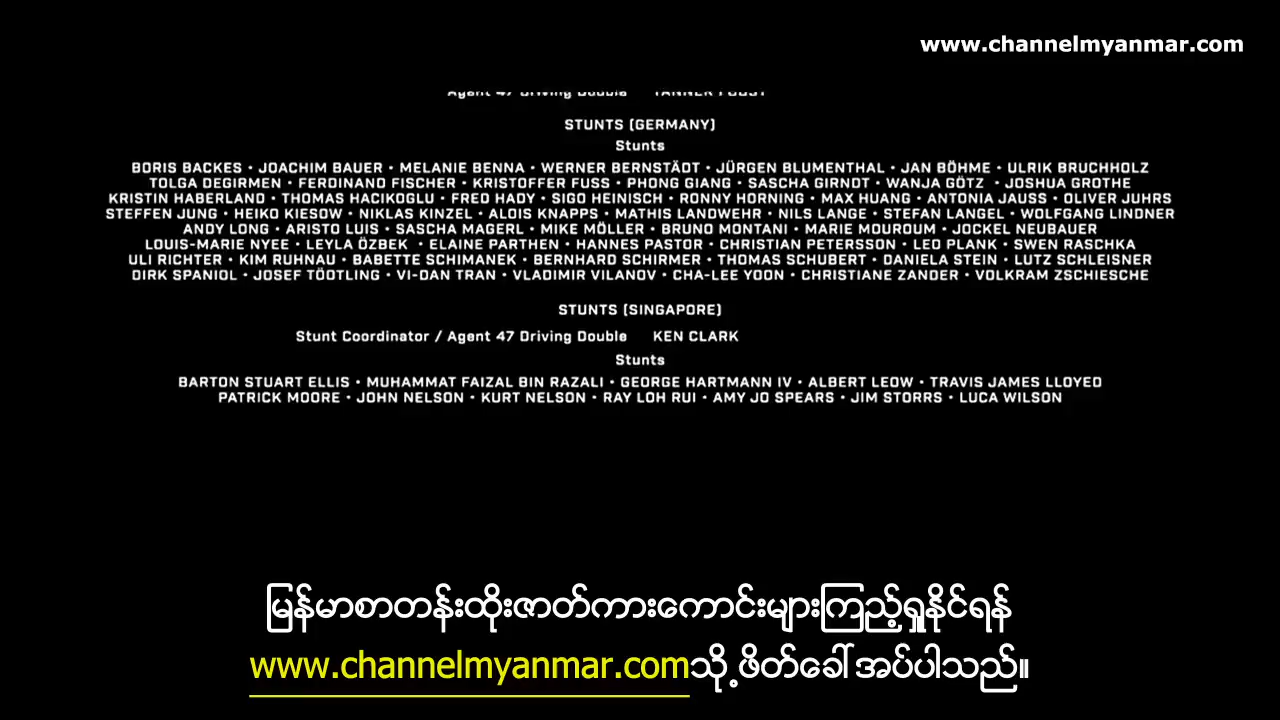 www.channelmyanmar.com
Agent 47 Driving Double TANNER FOUST
STUNTS (GERMANY)
Stunts
BORIS BACKES • JOACHIM BAUER • MELANIE BENNA • WERNER BERNSTÄDT • JÜRGEN BLUMENTHAL • JAN BÖHME • ULRIK BRUCHHOLZ
TOLGA DEGIRMEN • FERDINAND FISCHER • KRISTOFFER FUSS • PHONG GIANG • SASCHA GIRNDT • WANJA GÖTZ • JOSHUA GROTHE
KRISTIN HABERLAND • THOMAS HACIKOGLU • FRED HADY • SIGO HEINISCH • RONNY HORNING • MAX HUANG • ANTONIA JAUSS • OLIVER JUHRS
STEFFEN JUNG • HEIKO KIESOW • NIKLAS KINZEL • ALOIS KNAPPS • MATHIS LANDWEHR • NILS LANGE • STEFAN LANGEL • WOLFGANG LINDNER
ANDY LONG • ARISTO LUIS • SASCHA MAGERL • MIKE MÖLLER • BRUNO MONTANI • MARIE MOUROUM • JOCKEL NEUBAUER
LOUIS-MARIE NYEE • LEYLA ÖZBEK • ELAINE PARTHEN • HANNES PASTOR • CHRISTIAN PETERSSON • LEO PLANK • SWEN RASCHKA
ULI RICHTER • KIM RUHNAU • BABETTE SCHIMANEK • BERNHARD SCHIRMER • THOMAS SCHUBERT • DANIELA STEIN • LUTZ SCHLEISNER
DIRK SPANIOL • JOSEF TÖOTLING • VI-DAN TRAN • VLADIMIR VILANOV • CHA-LEE YOON • CHRISTIANE ZANDER • VOLKRAM ZSCHIESCHE
STUNTS (SINGAPORE)
Stunt Coordinator / Agent 47 Driving Double KEN CLARK
Stunts
BARTON STUART ELLIS • MUHAMMAT FAIZAL BIN RAZALI • GEORGE HARTMANN IV • ALBERT LEOW • TRAVIS JAMES LLOYED
PATRICK MOORE • JOHN NELSON • KURT NELSON • RAY LOH RUI • AMY JO SPEARS • JIM STORRS • LUCA WILSON
မြန်မာစာတန်းထိုးဇာတ်ကားကောင်းများကြည့်ရှုနိုင်ရန်
www.channelmyanmar.comသို့ ဖိတ်ခေါ် အပ်ပါသည်။